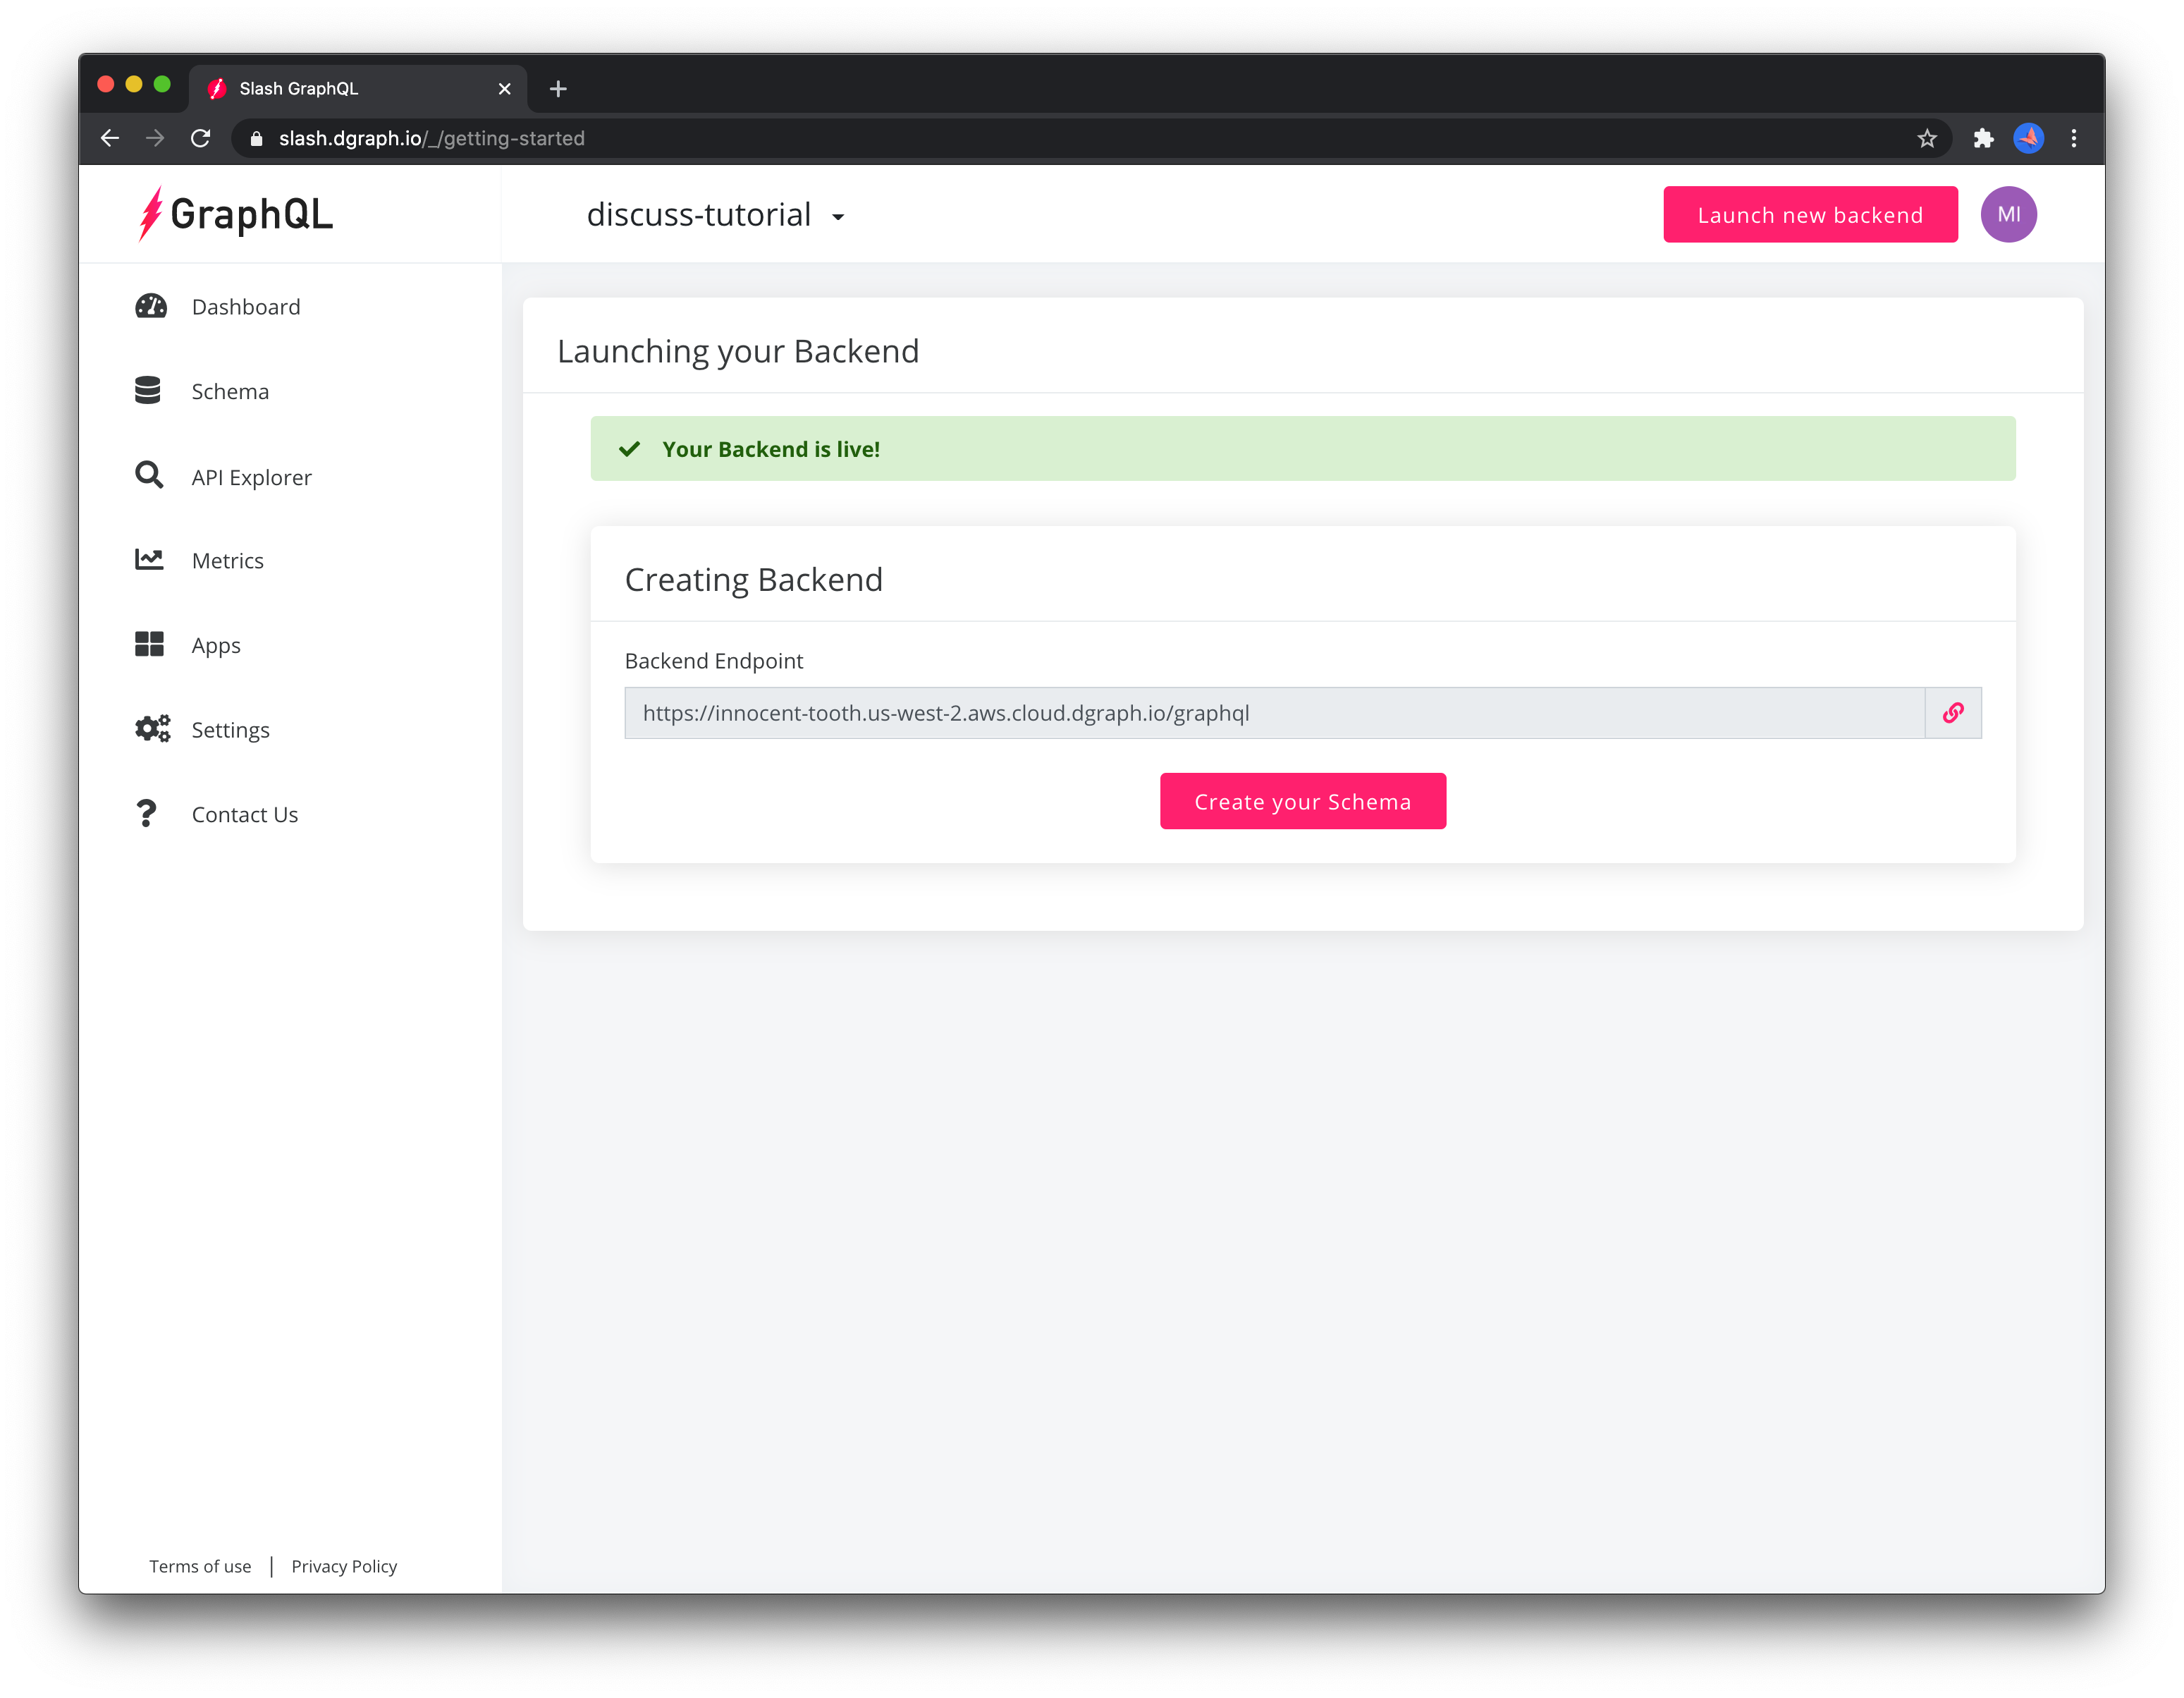 Slash GraphQL
slash.dgraph.io/_/getting-started
GraphQL
discuss-tutorial
Launch new backend
MI
Dashboard
Schema
API Explorer
Metrics
Apps
Settings
Contact Us
Launching your Backend
Your Backend is live!
Creating Backend
Backend Endpoint
https://innocent-tooth.us-west-2.aws.cloud.dgraph.io/graphql
Create your Schema
Terms of use | Privacy Policy